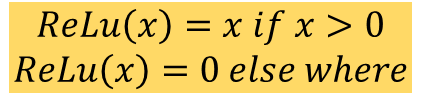 ReLu(x) = x if x > 0
ReLu(x) = 0 else where